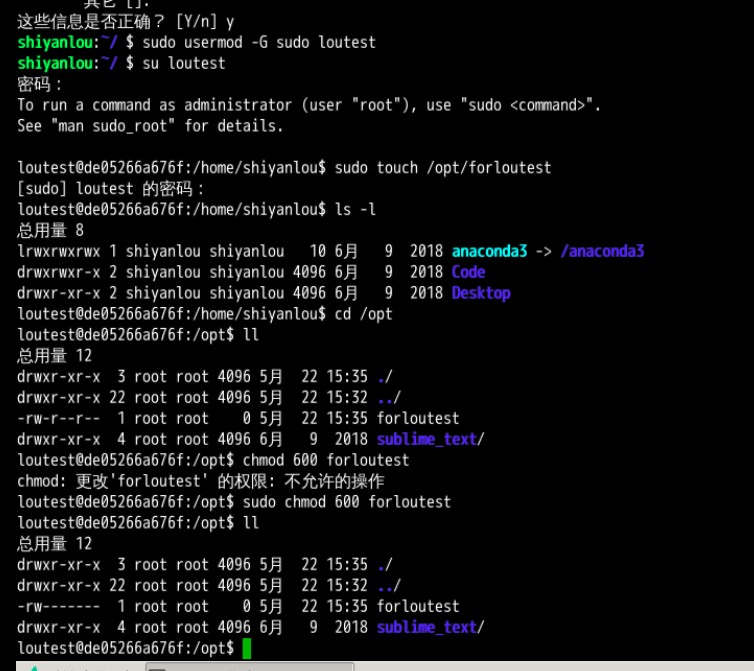 其它 []:
这些信息是否正确? [Y/n] y
shiyanlou:~/ $ sudo usermod -G sudo loutest
shiyanlou:~/ $ su loutest
密码：
To run a command as administrator (user "root"), use "sudo <command>".
See "man sudo_root" for details.
loutest@de05266a676f:/home/shiyanlou$ sudo touch /opt/forloutest
[sudo] loutest 的密码：
loutest@de05266a676f:/home/shiyanlou$ ls -l
总用量 8
lrwxrwxrwx 1 shiyanlou shiyanlou   10 6月   9  2018 anaconda3 -> /anaconda3
drwxrwxr-x 2 shiyanlou shiyanlou 4096 6月   9  2018 Code
drwxr-xr-x 2 shiyanlou shiyanlou 4096 6月   9  2018 Desktop
loutest@de05266a676f:/home/shiyanlou$ cd /opt
loutest@de05266a676f:/opt$ ll
总用量 12
drwxr-xr-x  3 root root 4096 5月  22 15:35 ./
drwxr-xr-x 22 root root 4096 5月  22 15:32 ../
-rw-r--r--  1 root root    0 5月  22 15:35 forloutest
drwxr-xr-x  4 root root 4096 6月   9  2018 sublime_text/
loutest@de05266a676f:/opt$ chmod 600 forloutest
chmod: 更改'forloutest' 的权限: 不允许的操作
loutest@de05266a676f:/opt$ sudo chmod 600 forloutest
loutest@de05266a676f:/opt$ ll
总用量 12
drwxr-xr-x  3 root root 4096 5月  22 15:35 ./
drwxr-xr-x 22 root root 4096 5月  22 15:32 ../
-rw-------  1 root root    0 5月  22 15:35 forloutest
drwxr-xr-x  4 root root 4096 6月   9  2018 sublime_text/
loutest@de05266a676f:/opt$